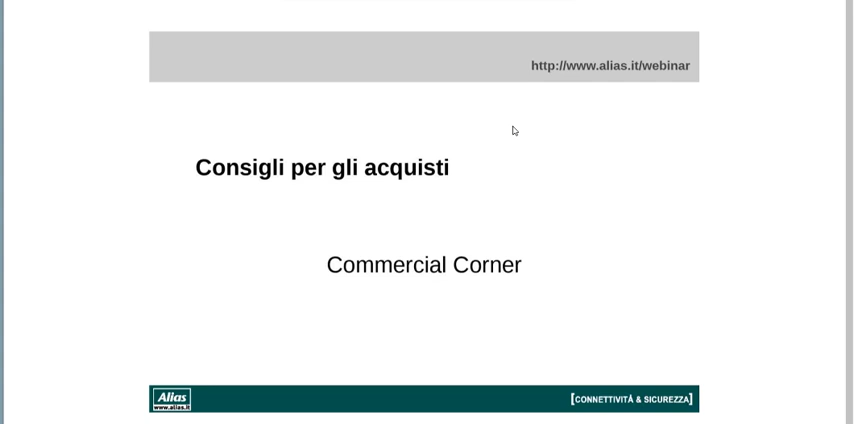 http://www.alias.it/webinar
Consigli per gli acquisti
Commercial Corner
Alias
www.alias.it
[CONNETTIVITÀ & SICUREZZA]